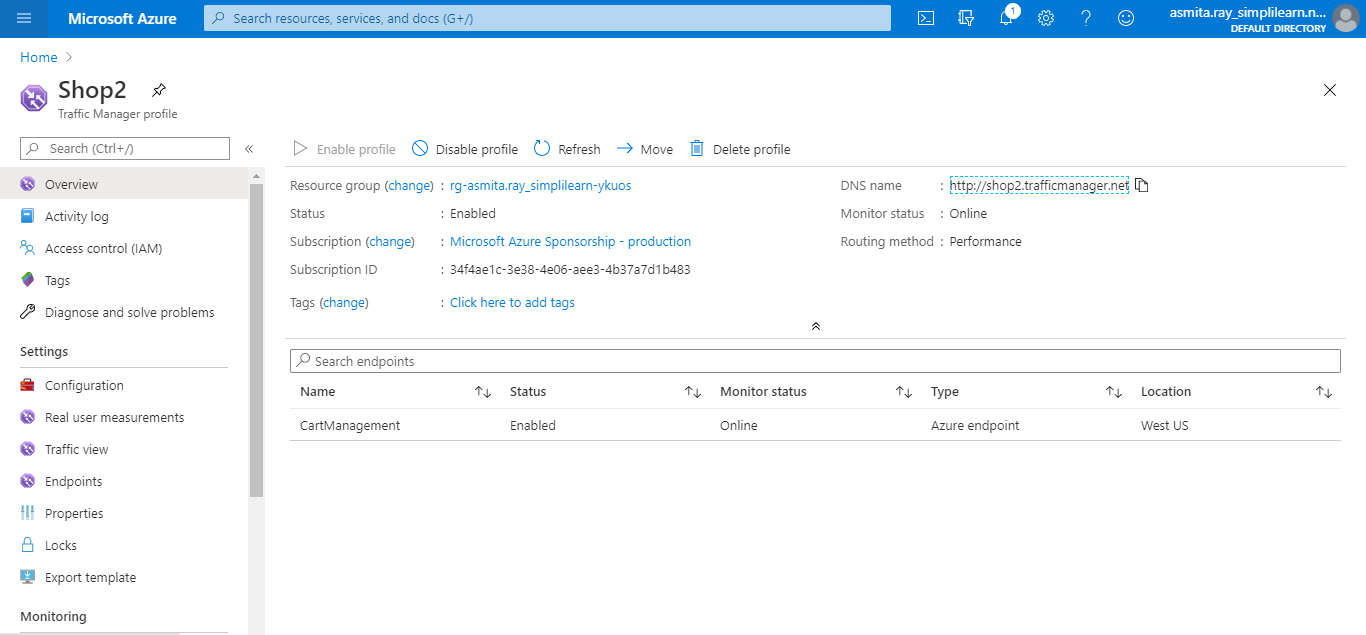 Microsoft Azure
Search resources, services, and docs (G+/)
1
asmita.ray_simplilearn.n...
DEFAULT DIRECTORY
Home
Shop2
Traffic Manager profile
Search (Ctrl+/)
«
Overview
Activity log
Access control (IAM)
Tags
Diagnose and solve problems
Settings
Configuration
Real user measurements
Traffic view
Endpoints
Properties
Locks
Export template
Monitoring
Enable profile Disable profile Refresh Move Delete profile
Resource group (change) : rg-asmita.ray_simplilearn-ykuos
Status : Enabled
Subscription (change) : Microsoft Azure Sponsorship - production
Subscription ID : 34f4ae1c-3e38-4e06-aee3-4b37a7d1b483
Tags (change) : Click here to add tags
DNS name : http://shop2.trafficmanager.net
Monitor status : Online
Routing method : Performance
Search endpoints
Name Status Monitor status Type Location
CartManagement Enabled Online Azure endpoint West US